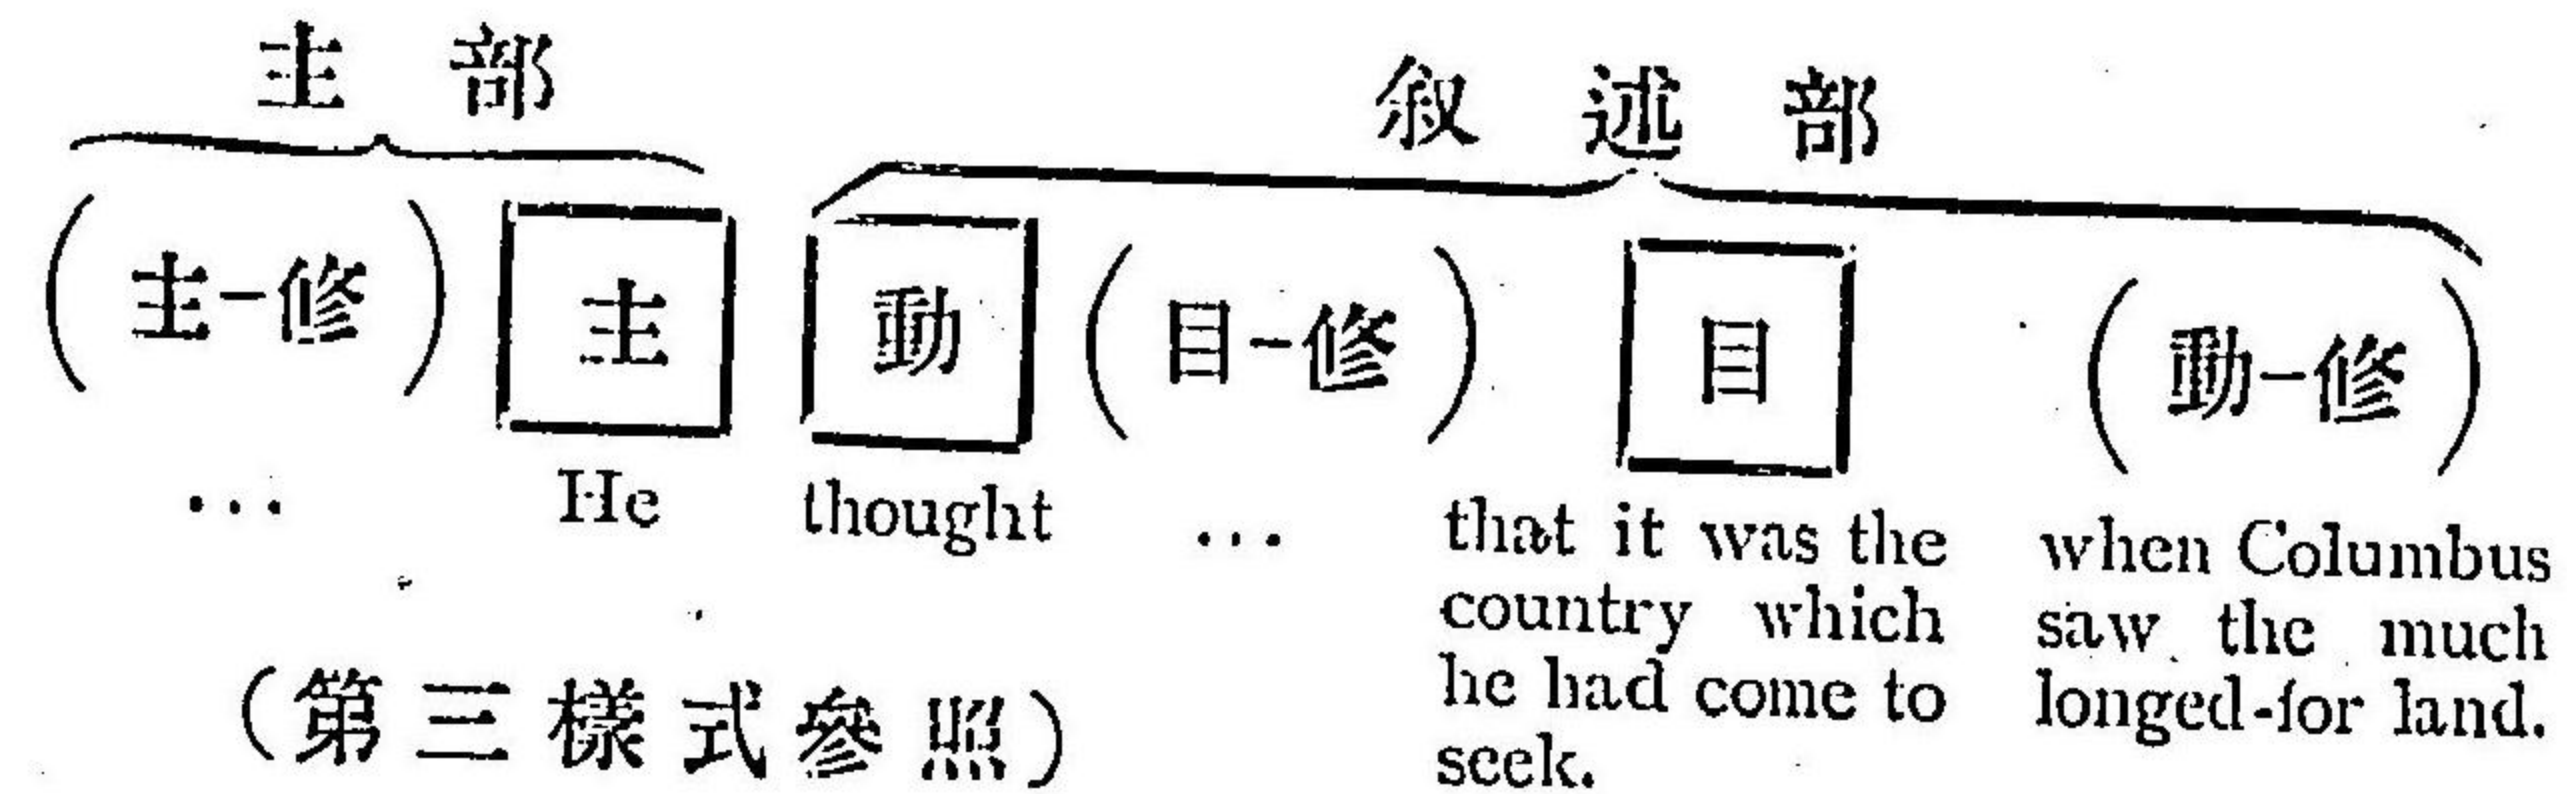 主部
叙述部
(主-修) 主 動 (目-修) 目 (動-修)
... He thought ... that it was the country which he had come to seek. when Columbus saw the much longed-for land.
(第三樣式參照)